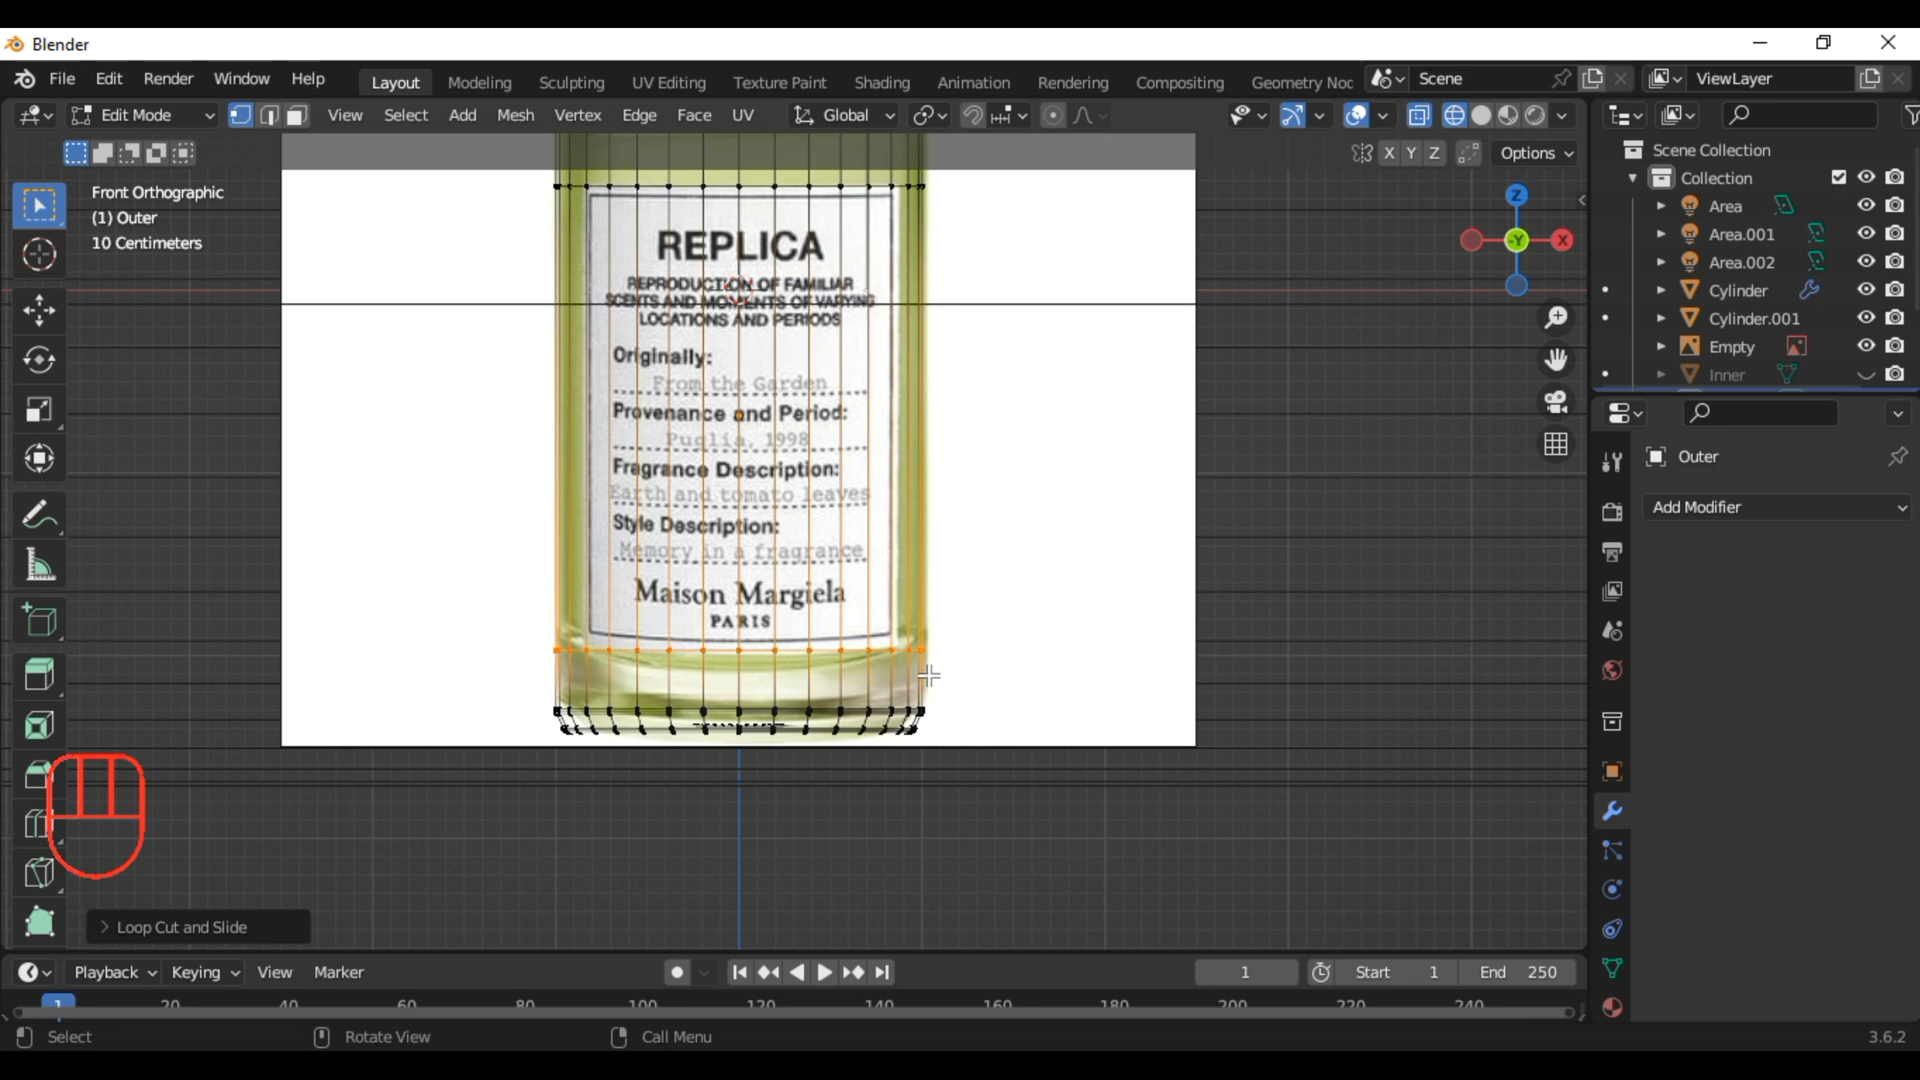 Blender
File Edit Render Window Help Layout Modeling Sculpting UV Editing Texture Paint Shading Animation Rendering Compositing Geometry Noc Scene ViewLayer
Edit Mode View Select Add Mesh Vertex Edge Face UV Global
X Y Z Options
Front Orthographic
(1) Outer
10 Centimeters
Z
-Y X
REPLICA
REPRODUCTION OF FAMILIAR
SCENTS AND MOMENTS OF VARYING
LOCATIONS AND PERIODS
Originally:
From the Garden
Provenance and Period:
Puglia, 1998
Fragrance Description:
Earth and tomato leaves
Style Description:
Memory in a fragrance
Maison Margiela
PARIS
Scene Collection
Collection
Area
Area.001
Area.002
Cylinder
Cylinder.001
Empty
Inner
Outer
Add Modifier
Loop Cut and Slide
Playback Keying View Marker 1 Start 1 End 250
1 20 40 60 80 100 120 140 160 180 200 220 240
Select Rotate View Call Menu 3.6.2